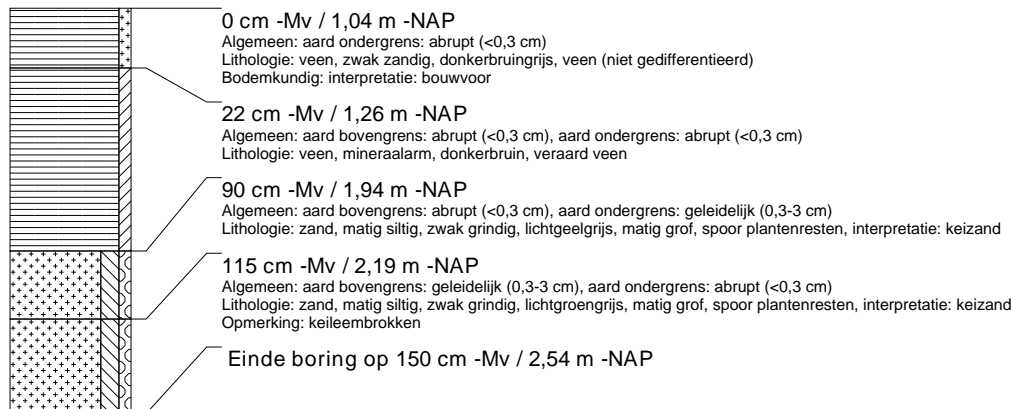 0 cm -Mv / 1,04 m -NAP
Algemeen: aard ondergrens: abrupt (<0,3 cm)
Lithologie: veen, zwak zandig, donkerbruingrijs, veen (niet gedifferentieerd)
Bodemkundig: interpretatie: bouwvoor
22 cm -Mv / 1,26 m -NAP
Algemeen: aard bovengrens: abrupt (<0,3 cm), aard ondergrens: abrupt (<0,3 cm)
Lithologie: veen, mineraalarm, donkerbruin, veraard veen
90 cm -Mv / 1,94 m -NAP
Algemeen: aard bovengrens: abrupt (<0,3 cm), aard ondergrens: geleidelijk (0,3-3 cm)
Lithologie: zand, matig siltig, zwak grindig, lichtgeelgrijs, matig grof, spoor plantenresten, interpretatie: keizand
115 cm -Mv / 2,19 m -NAP
Algemeen: aard bovengrens: geleidelijk (0,3-3 cm), aard ondergrens: abrupt (<0,3 cm)
Lithologie: zand, matig siltig, zwak grindig, lichtgroengrijs, matig grof, spoor plantenresten, interpretatie: keizand
Opmerking: keileembrokken
Einde boring op 150 cm -Mv / 2,54 m -NAP